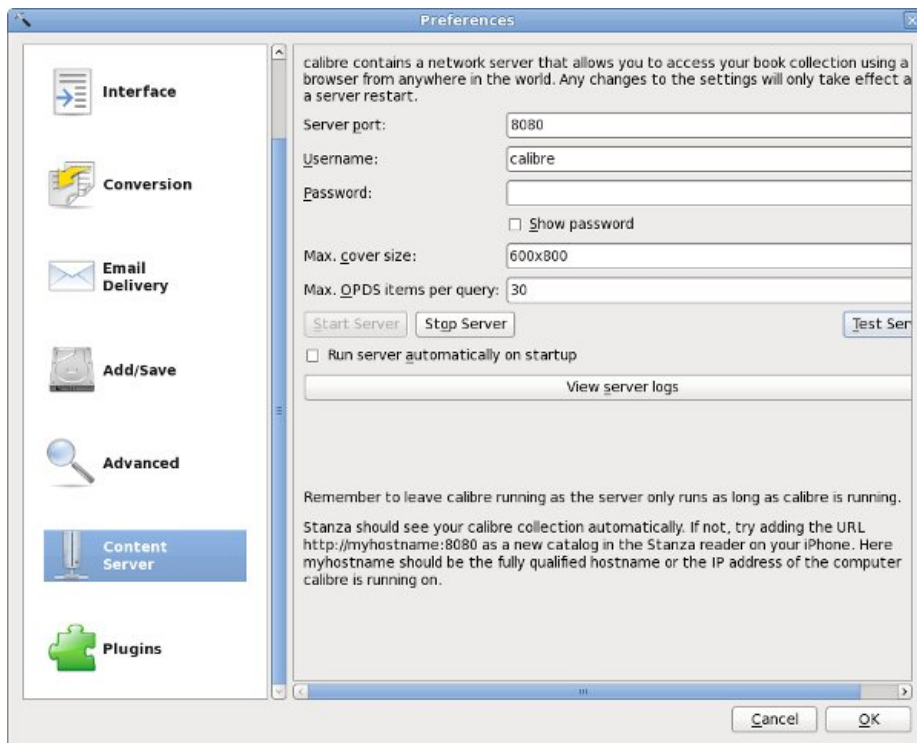 Preferences
Interface
Conversion
Email
Delivery
Add/Save
Advanced
Content
Server
Plugins
calibre contains a network server that allows you to access your book collection using a
browser from anywhere in the world. Any changes to the settings will only take effect a
a server restart.
Server port: 8080
Username: calibre
Password:
Show password
Max. cover size: 600x800
Max. OPDS items per query: 30
Start Server Stop Server Test Ser
Run server automatically on startup
View server logs
Remember to leave calibre running as the server only runs as long as calibre is running.
Stanza should see your calibre collection automatically. If not, try adding the URL
http://myhostname:8080 as a new catalog in the Stanza reader on your iPhone. Here
myhostname should be the fully qualified hostname or the IP address of the computer
calibre is running on.
Cancel OK